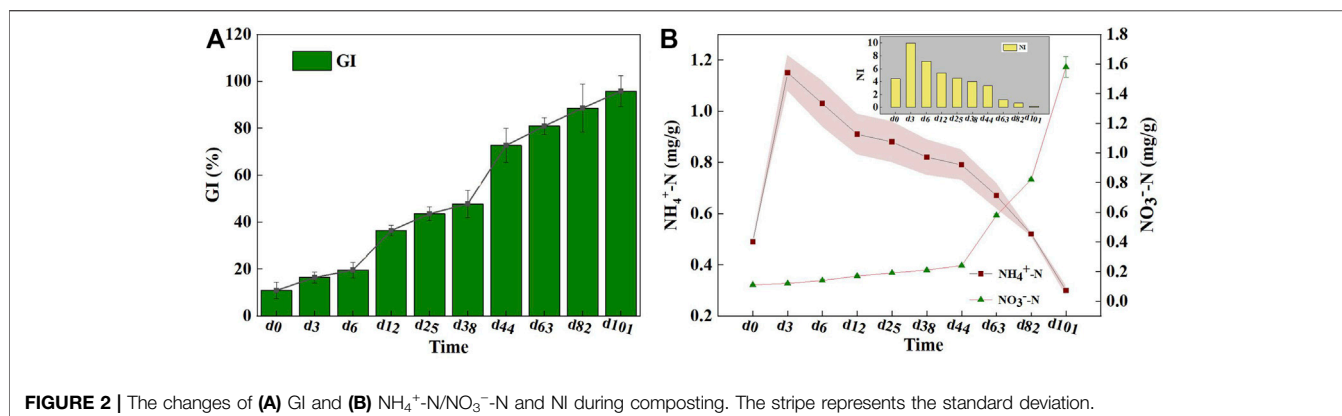 A
GI
GI (%)
120
100
80
60
40
20
0
d0 d3 d6 d12 d25 d38 d44 d63 d82 d101
Time
B
NH₄⁺-N (mg/g)
1.2
1.0
0.8
0.6
0.4
0.2
NI
10
8
6
4
2
0
NI
d0 d3 d6 d12 d25 d38 d44 d63 d82 d101
NH₄⁺-N
NO₃⁻-N
d0 d3 d6 d12 d25 d38 d44 d63 d82 d101
Time
1.8
1.6
1.4
1.2
1.0
0.8
0.6
0.4
0.2
0.0
NO₃⁻-N (mg/g)
FIGURE 2 | The changes of (A) GI and (B) NH₄⁺-N/NO₃⁻-N and NI during composting. The stripe represents the standard deviation.